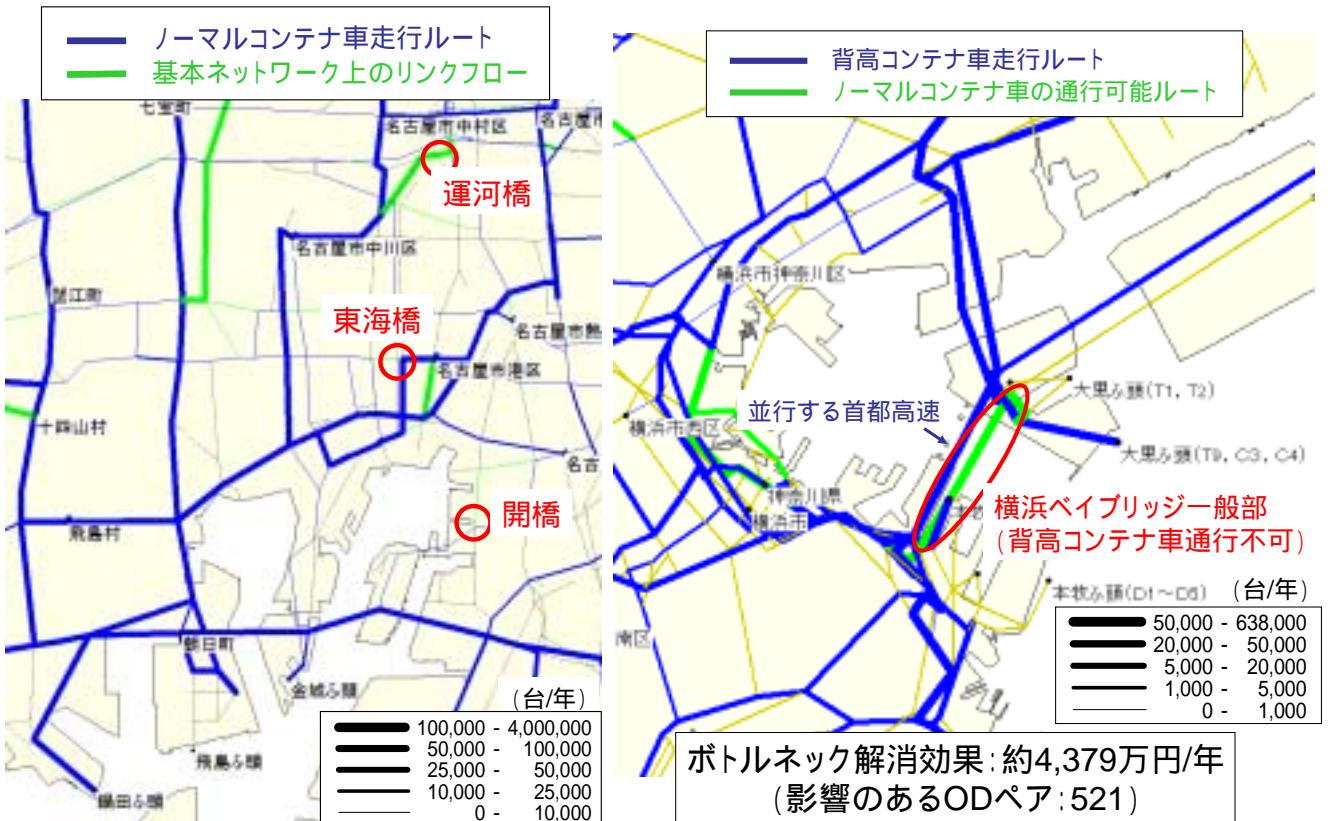 ノーマルコンテナ車走行ルート
基本ネットワーク上のリンクフロー
七宝町
名古屋市中村区
名古屋市
運河橋
名古屋市中川区
蟹江町
東海橋
名古屋市熱
名古屋市港区
十四山村
名古
開橋
飛島村
金城ふ頭
飛島ふ頭
鍋田ふ頭
(台/年)
100,000 - 4,000,000
50,000 - 100,000
25,000 - 50,000
10,000 - 25,000
0 - 10,000
背高コンテナ車走行ルート
ノーマルコンテナ車の通行可能ルート
横浜市神奈川区
大黒ふ頭(T1, T2)
並行する首都高速
横浜市西区
大黒ふ頭(T9, C3, C4)
神奈川県
横浜市
本牧
横浜ベイブリッジ一般部
(背高コンテナ車通行不可)
本牧ふ頭(D1~D5)
南区
(台/年)
50,000 - 638,000
20,000 - 50,000
5,000 - 20,000
1,000 - 5,000
0 - 1,000
ボトルネック解消効果:約4,379万円/年
(影響のあるODペア:521)